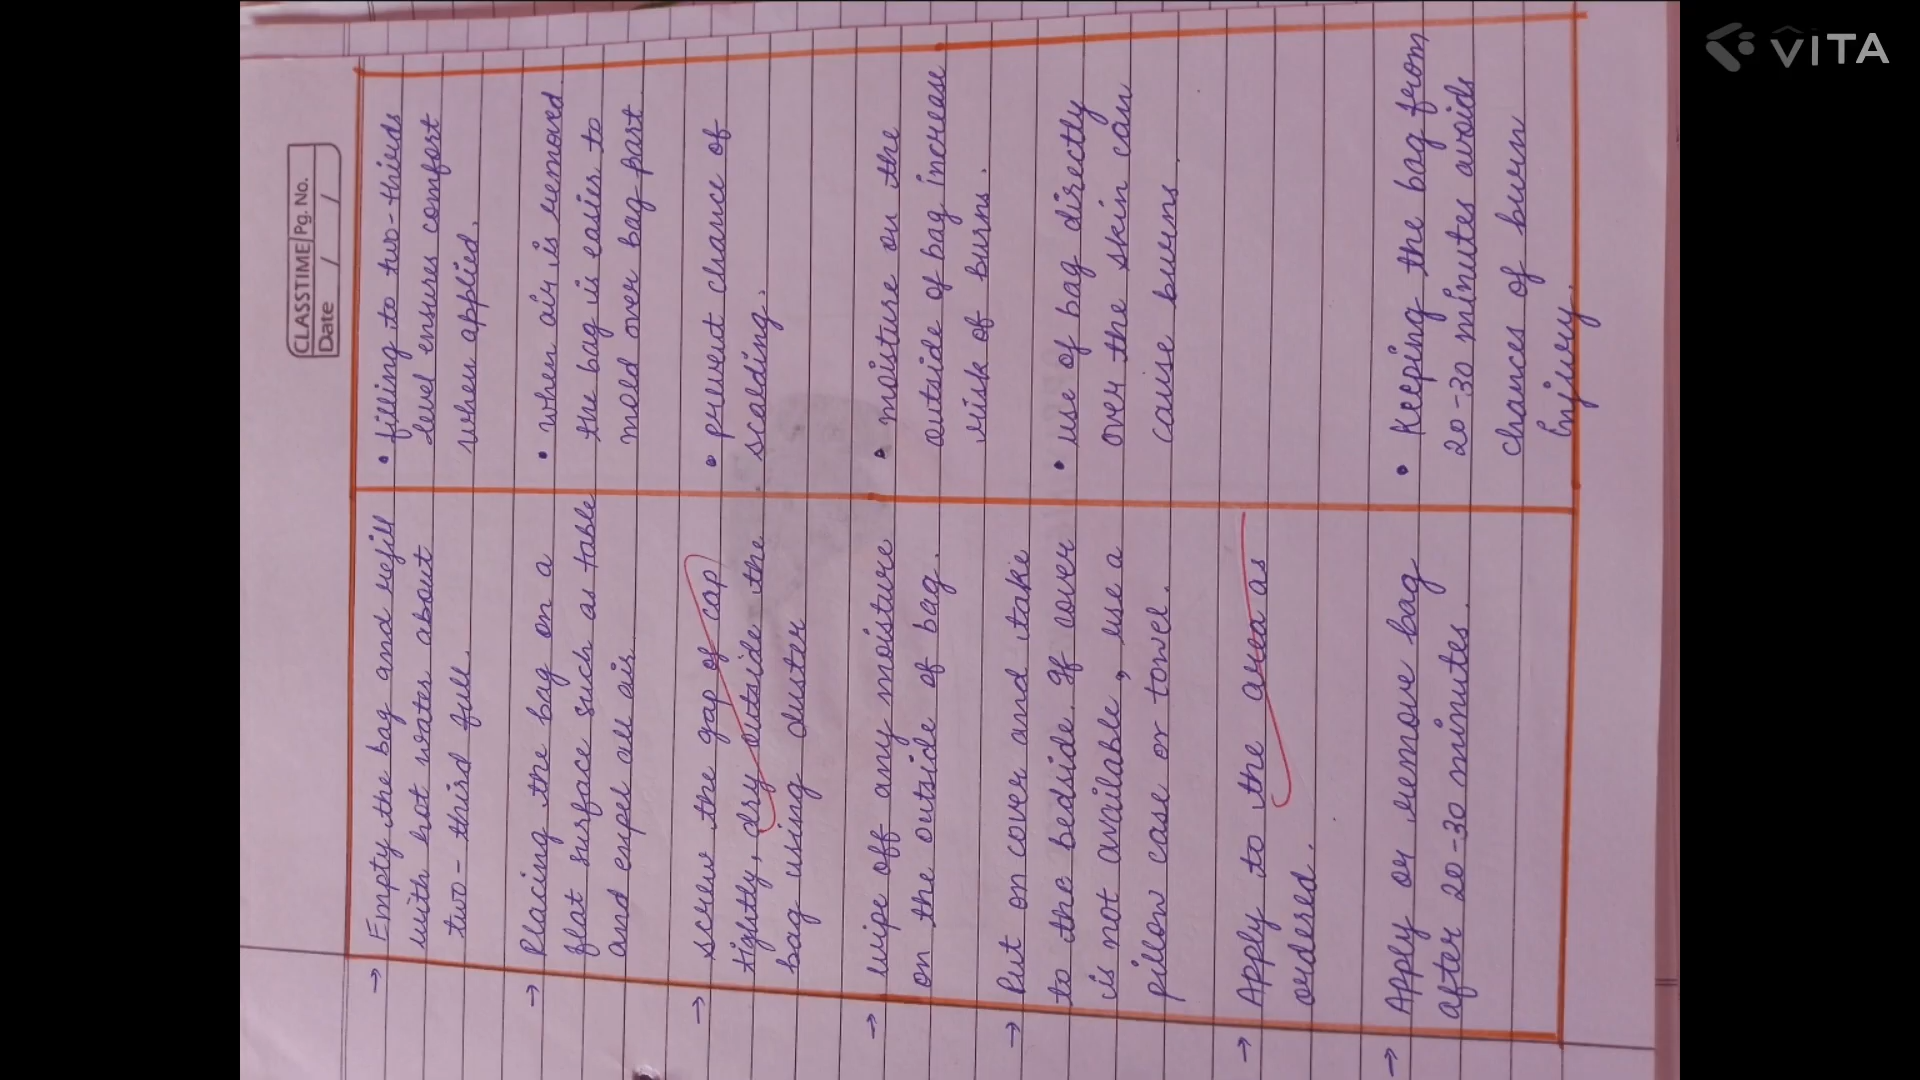 CLASSTIME Pg. No.
Date / /
→ Empty the bag and refill
with hot water about
two-third full.
• filling to two-thirds
level ensures comfort
when applied.
→ Placing the bag on a
flat surface such as table
and expel all air
• when air is removed
the bag is easier to
mold over bag part
→ screw the gap of cap
tightly, dry outside the
bag using duster
• prevent chance of
scalding.
→ wipe off any moisture
on the outside of bag.
• moisture on the
outside of bag increase
risk of burns.
→ Put on cover and take
to the bedside. If cover
is not available, use a
pillow case or towel.
• use of bag directly
over the skin can
cause burns.
→ Apply to the area as
ordered.
→ Apply or remove bag
after 20-30 minutes.
• Keeping the bag from
20-30 minutes avoids
chances of burn
Injury.
VITA